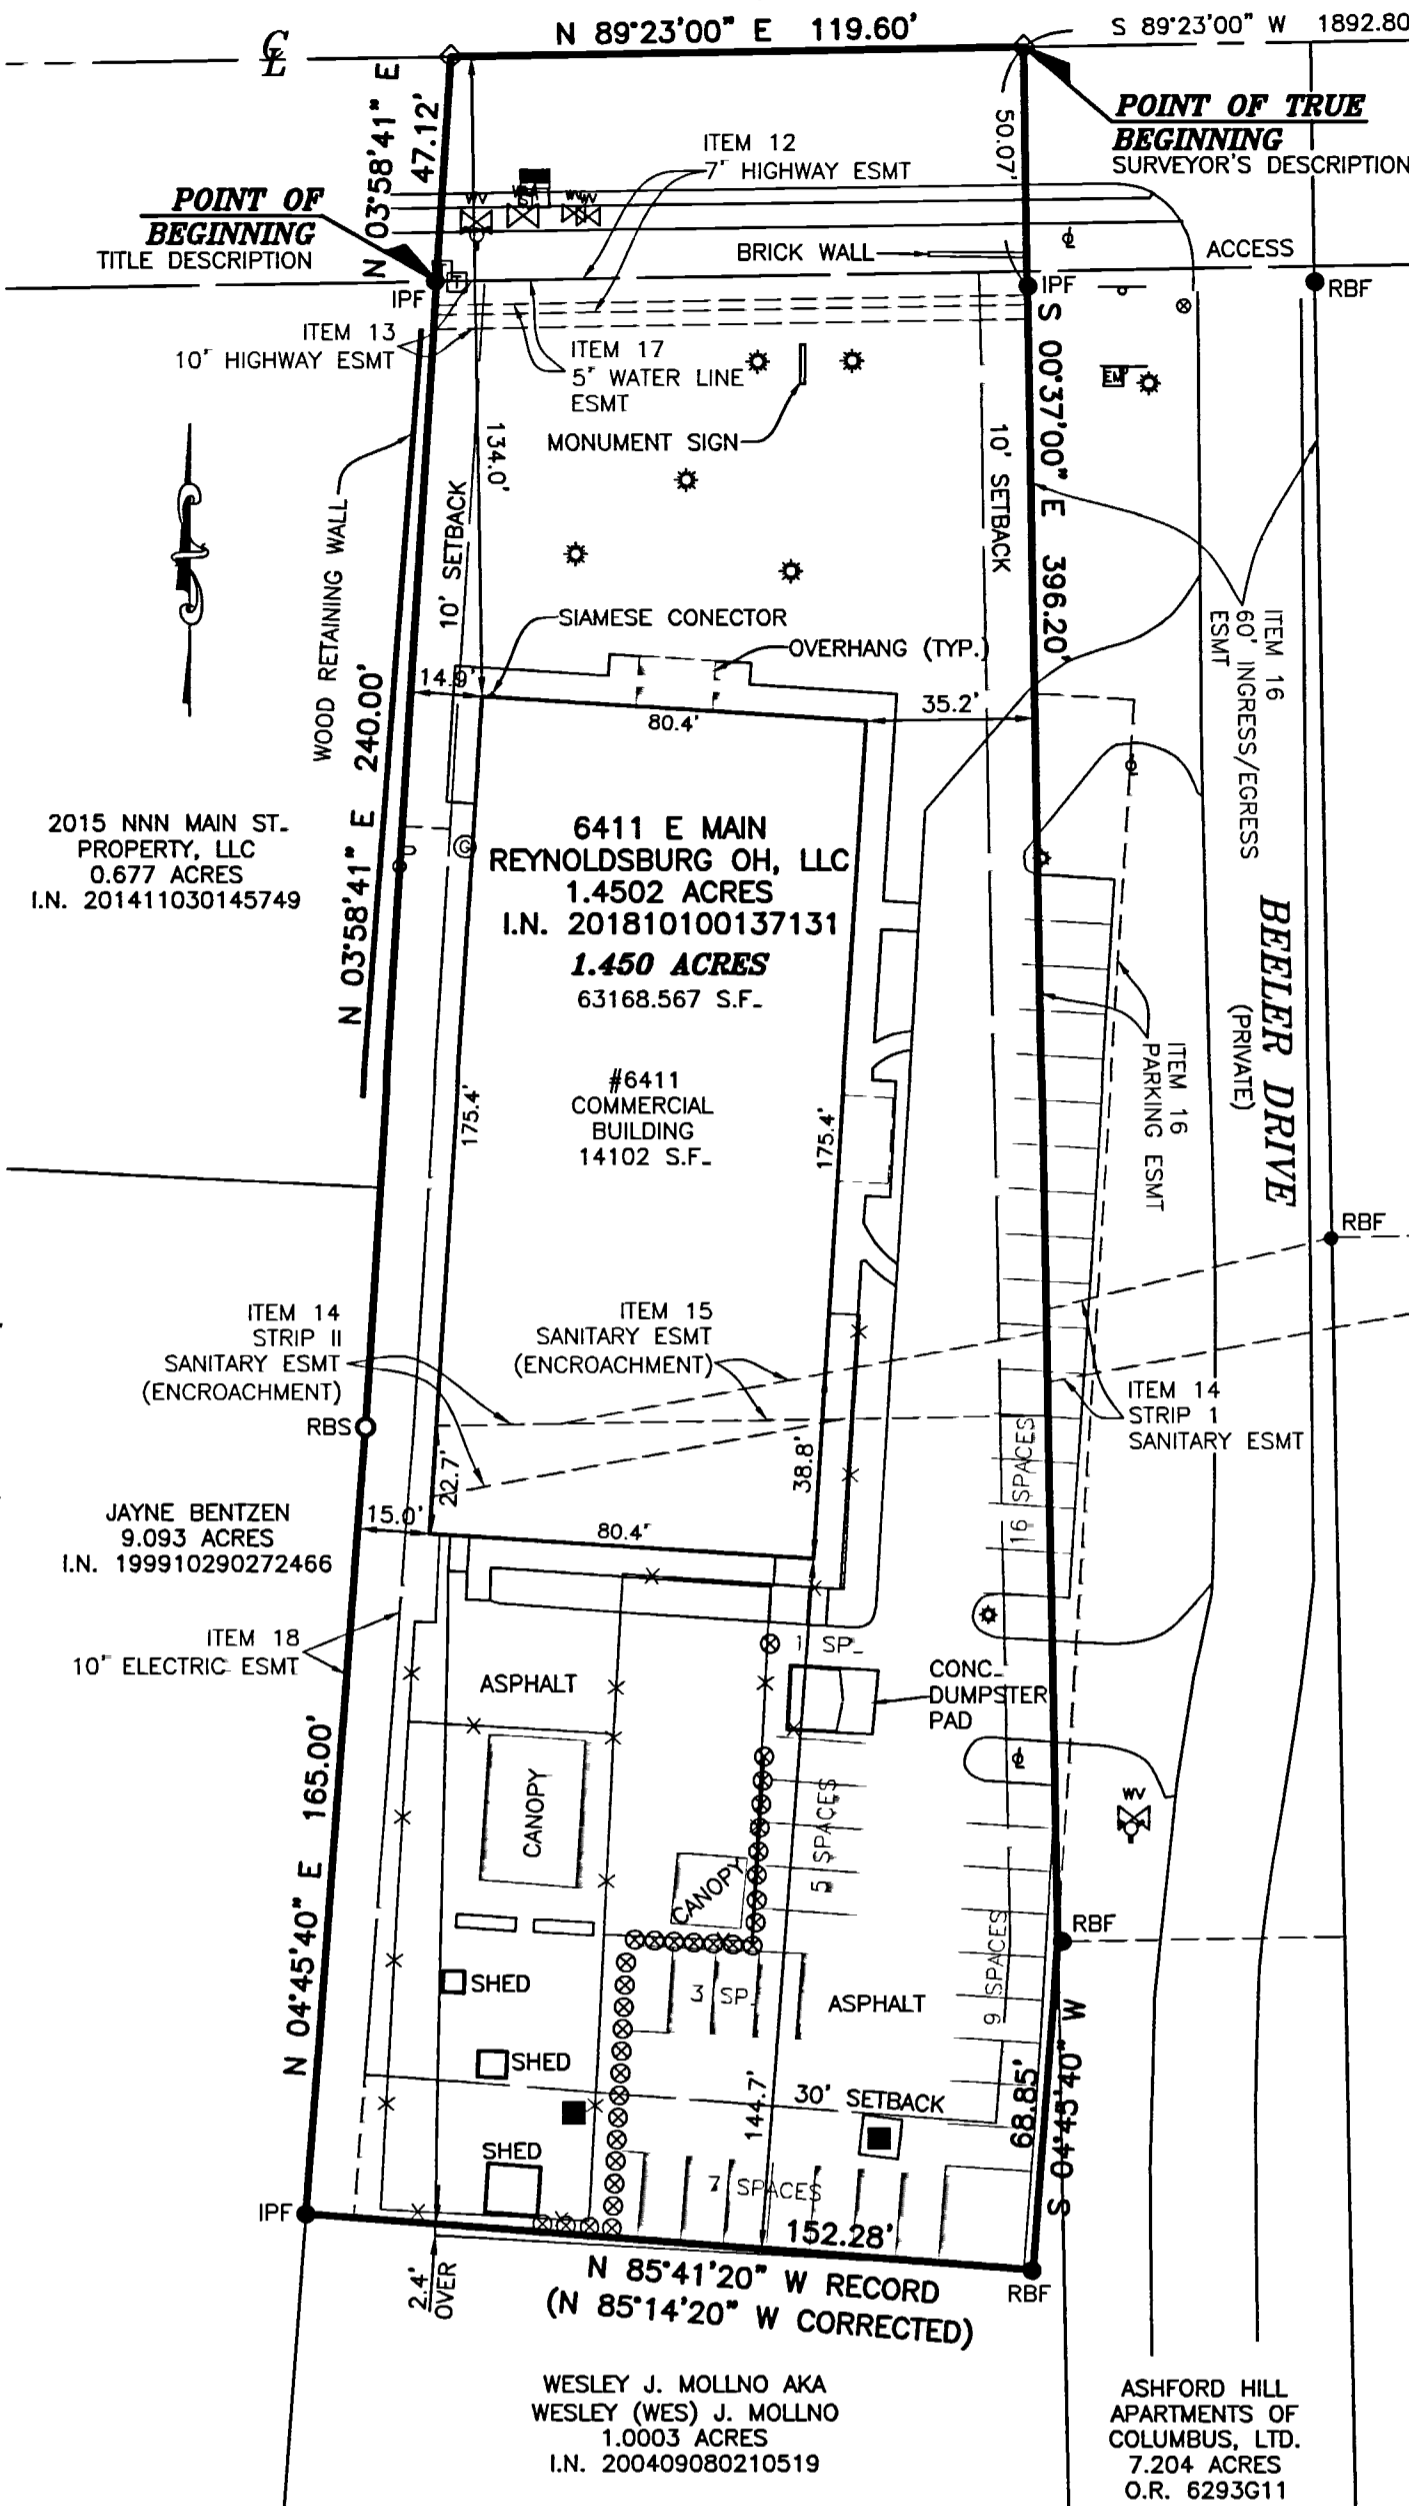 N 89°23'00" E 119.60'
S 89°23'00" W 1892.80
CL
POINT OF TRUE
BEGINNING
SURVEYOR'S DESCRIPTION
N 03°58'41" E
47.12'
50.07'
ITEM 12
7' HIGHWAY ESMT
POINT OF
BEGINNING
TITLE DESCRIPTION
WV
WV
BRICK WALL
ACCESS
T
IPF
IPF
RBF
ITEM 13
10' HIGHWAY ESMT
ITEM 17
5' WATER LINE
ESMT
MONUMENT SIGN
EM
S 00°37'00" E 396.20'
134.0'
10' SETBACK
10' SETBACK
WOOD RETAINING WALL
SIAMESE CONECTOR
OVERHANG (TYP.)
ITEM 16
60' INGRESS/EGRESS
ESMT
14.9'
80.4'
35.2'
N 03°58'41" E 240.00'
2015 NNN MAIN ST.
PROPERTY, LLC
0.677 ACRES
I.N. 201411030145749
G
6411 E MAIN
REYNOLDSBURG OH, LLC
1.4502 ACRES
I.N. 201810100137131
1.450 ACRES
63168.567 S.F.
BEELER DRIVE
(PRIVATE)
ITEM 16
PARKING ESMT
#6411
COMMERCIAL
BUILDING
14102 S.F.
175.4'
175.4'
RBF
ITEM 14
STRIP II
SANITARY ESMT
(ENCROACHMENT)
ITEM 15
SANITARY ESMT
(ENCROACHMENT)
ITEM 14
STRIP 1
SANITARY ESMT
RBS
22.7'
38.8'
16 SPACES
JAYNE BENTZEN
9.093 ACRES
I.N. 199910290272466
15.0'
80.4'
ITEM 18
10' ELECTRIC ESMT
1 SP.
ASPHALT
CONC.
DUMPSTER
PAD
N 04°45'40" E 165.00'
CANOPY
CANOPY
5 SPACES
WV
9 SPACES
RBF
SHED
3 SP.
ASPHALT
SHED
30' SETBACK
144.7'
68.85'
S 04°45'40" W
SHED
7 SPACES
IPF
152.28'
2.4'
OVER
N 85°41'20" W RECORD
(N 85°14'20" W CORRECTED)
RBF
WESLEY J. MOLLNO AKA
WESLEY (WES) J. MOLLNO
1.0003 ACRES
I.N. 200409080210519
ASHFORD HILL
APARTMENTS OF
COLUMBUS, LTD.
7.204 ACRES
O.R. 6293G11